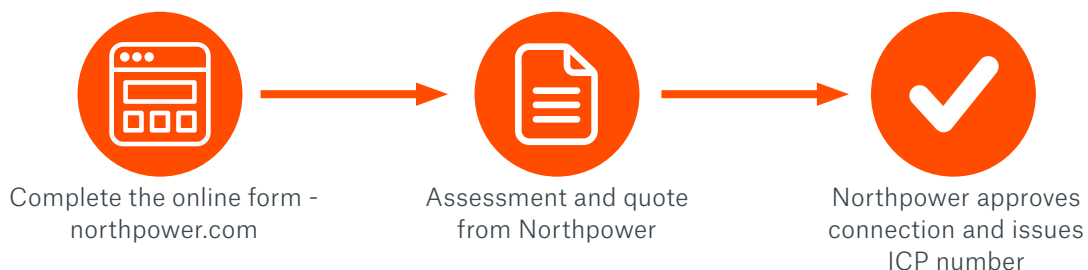 Complete the online form -
northpower.com
Assessment and quote
from Northpower
Northpower approves
connection and issues
ICP number